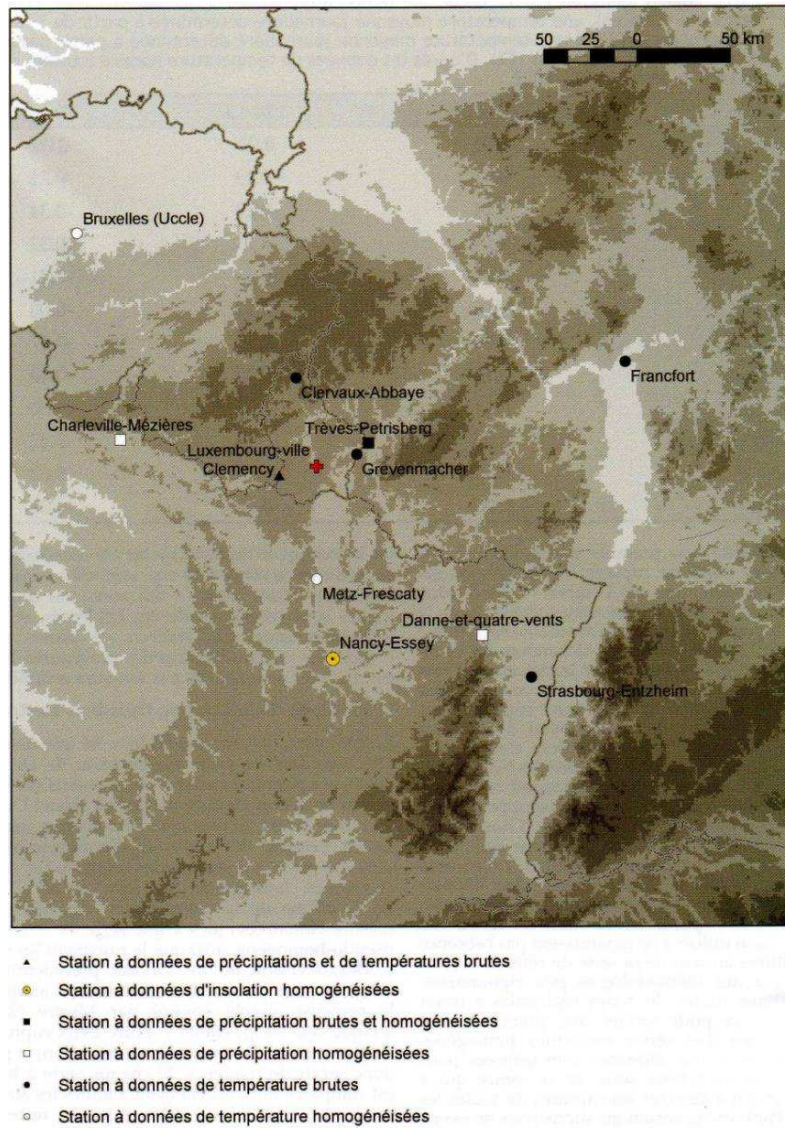 50 25 0 50 km
Bruxelles (Uccle)
Clervaux-Abbaye
Francfort
Charleville-Mézières
Trèves-Petrisberg
Luxembourg-ville
Clemency
Grevenmacher
Metz-Frescaty
Danne-et-quatre-vents
Nancy-Essey
Strasbourg-Entzheim
Station à données de précipitations et de températures brutes
Station à données d'insolation homogénéisées
Station à données de précipitation brutes et homogénéisées
Station à données de précipitation homogénéisées
Station à données de température brutes
Station à données de température homogénéisées